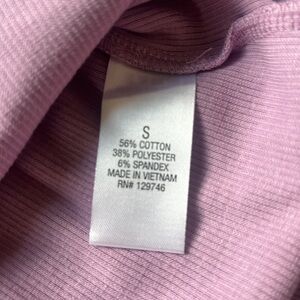 S
56% COTTON
38% POLYESTER
6% SPANDEX
MADE IN VIETNAM
RN# 129746